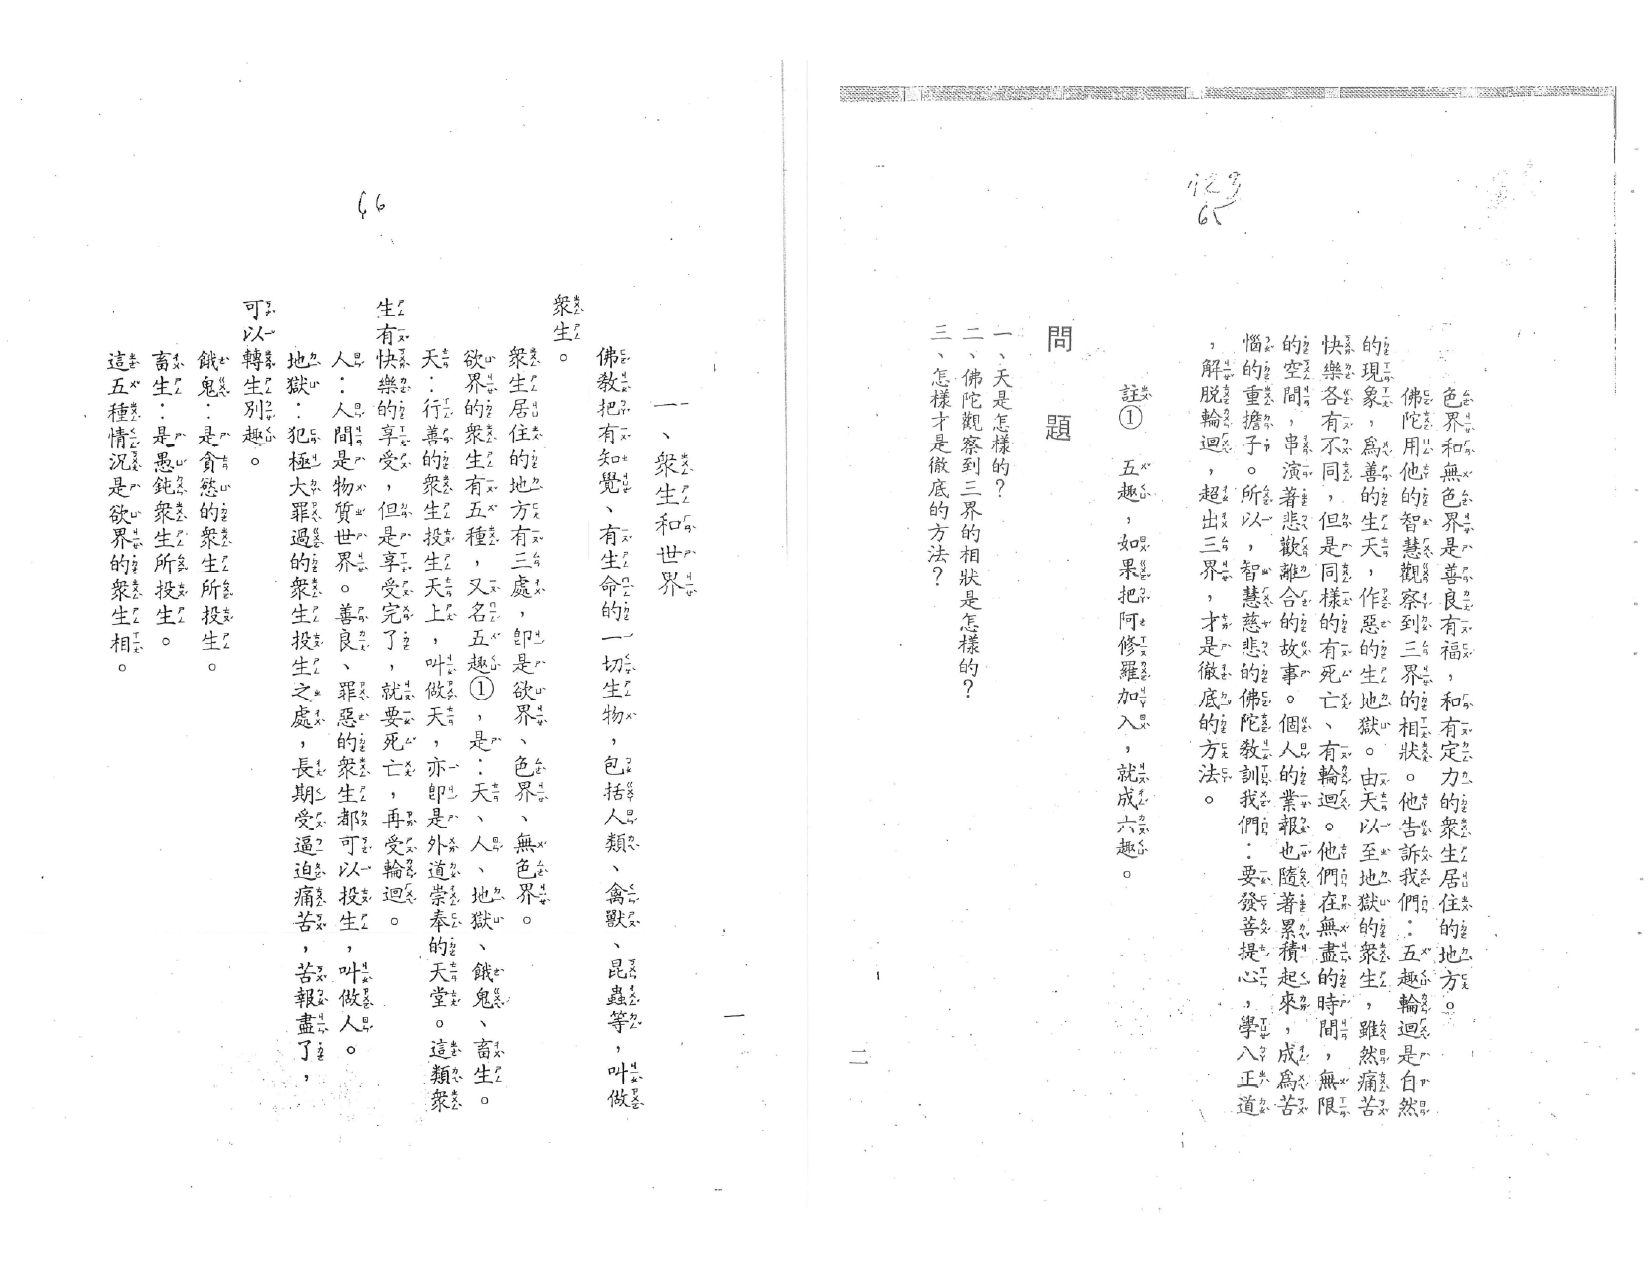 66
一、眾生和世界
佛教把有知覺、有生命的一切生物，包括人類、禽獸、昆蟲等，叫做
眾生。
眾生居住的地方有三處，即是欲界、色界、無色界。
欲界的眾生有五種，又名五趣①，是：天、人、地獄、餓鬼、畜生。
天：行善的眾生投生天上，叫做天，亦即是外道崇奉的天堂。這類眾
生有快樂的享受，但是享受完了，就要死亡，再受輪迴。
人：人間是物質世界。善良、罪惡的眾生都可以投生，叫做人。
地獄：犯極大罪過的眾生投生之處，長期受逼迫痛苦，苦報盡了，
可以轉生別趣。
餓鬼：是貪慾的眾生所投生。
畜生：是愚鈍眾生所投生。
這五種情況是欲界的眾生相。
一
65
色界和無色界是善良有福，和有定力的眾生居住的地方。
佛陀用他的智慧觀察到三界的相狀。他告訴我們：五趣輪迴是自然
的現象，為善的生天，作惡的生地獄。由天以至地獄的眾生，雖然痛苦
快樂各有不同，但是同樣的有死亡、有輪迴。他們在無盡的時間，無限
的空間，串演著悲歡離合的故事。個人的業報也隨著累積起來，成為苦
惱的重擔子。所以，智慧慈悲的佛陀教訓我們：要發菩提心，學八正道
，解脫輪迴，超出三界，才是徹底的方法。
註① 五趣，如果把阿修羅加入，就成六趣。
問題
一、天是怎樣的？
二、佛陀觀察到三界的相狀是怎樣的？
三、怎樣才是徹底的方法？
二